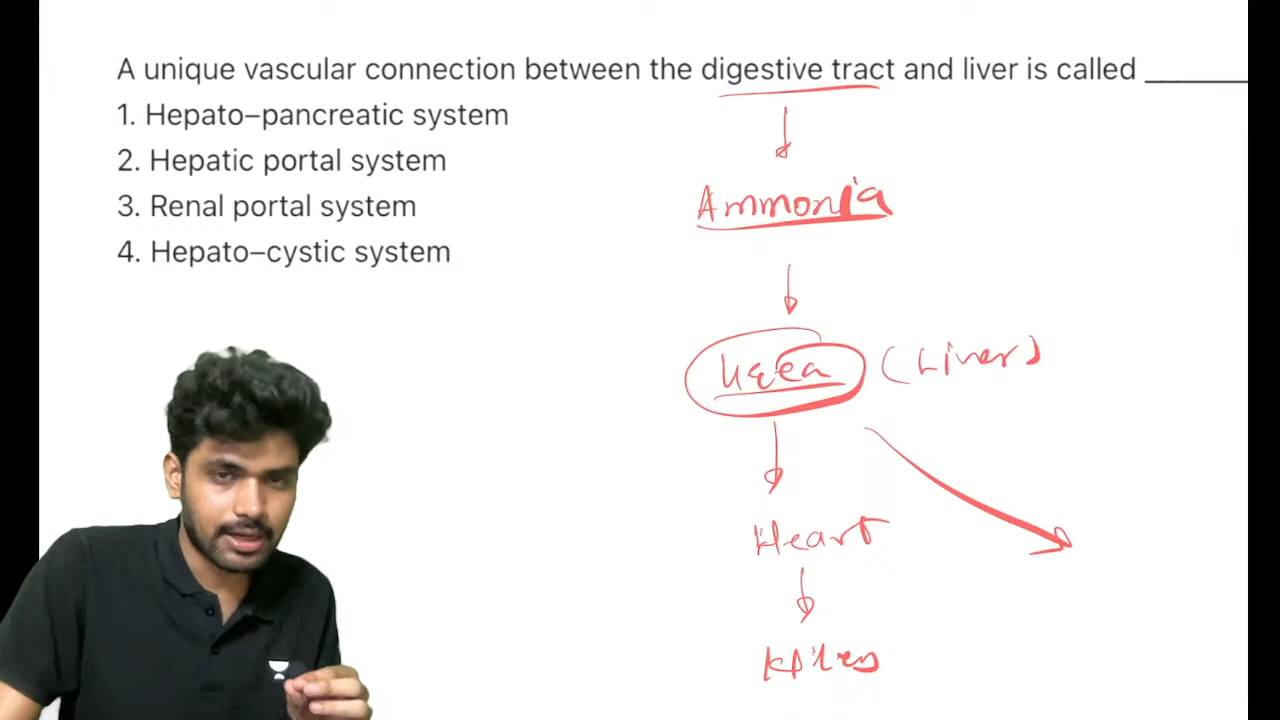 A unique vascular connection between the digestive tract and liver is called ________
1. Hepato–pancreatic system
2. Hepatic portal system
3. Renal portal system
4. Hepato–cystic system
Ammonia
Urea (Liver)
Heart